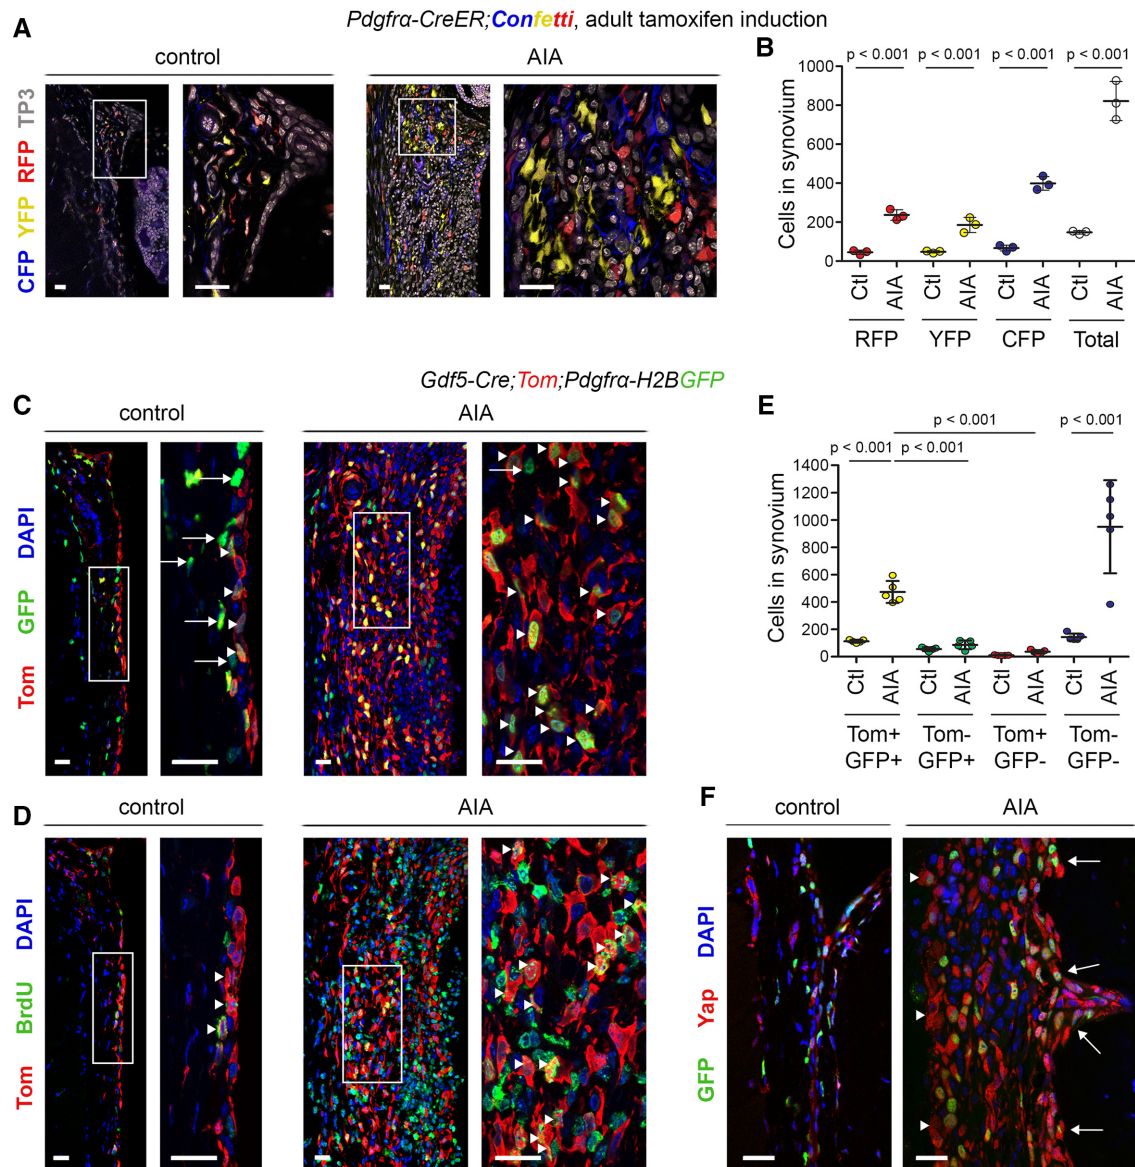 Pdgfrα-CreER;Confetti, adult tamoxifen induction
A
control
AIA
CFP YFP RFP TP3
B
p < 0.001 p < 0.001 p < 0.001 p < 0.001
Cells in synovium
1000
800
600
400
200
0
Ctl AIA Ctl AIA Ctl AIA Ctl AIA
RFP YFP CFP Total
Gdf5-Cre;Tom;Pdgfrα-H2BGFP
C
control
AIA
Tom GFP DAPI
E
p < 0.001
p < 0.001
p < 0.001 p < 0.001
Cells in synovium
1400
1200
1000
800
600
400
200
0
Ctl AIA Ctl AIA Ctl AIA Ctl AIA
Tom+ Tom- Tom+ Tom-
GFP+ GFP+ GFP- GFP-
D
control
AIA
Tom BrdU DAPI
F
control
AIA
GFP Yap DAPI